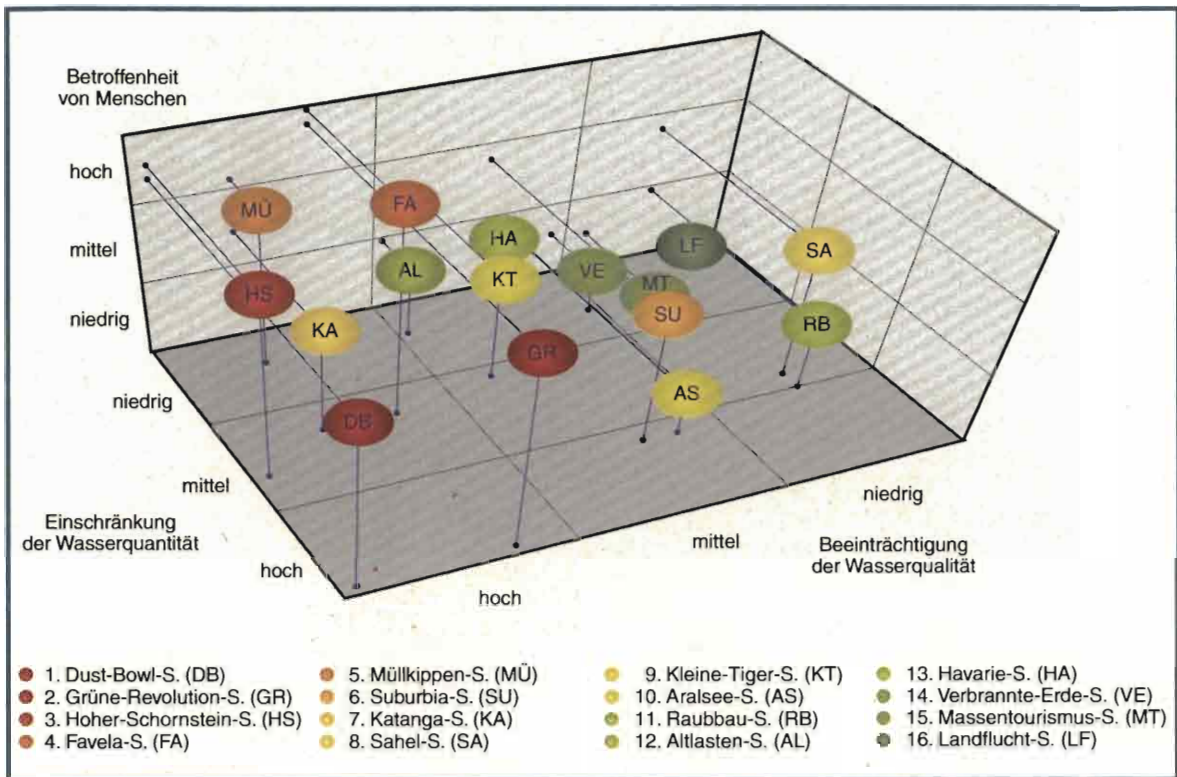 Betroffenheit
von Menschen
hoch
mittel
niedrig
MÜ
FA
HA
LF
SA
AL
KT
VE
MT
HS
KA
SU
RB
GR
AS
DB
niedrig
mittel
hoch
Einschränkung
der Wasserquantität
niedrig
mittel
hoch
Beeinträchtigung
der Wasserqualität
1. Dust-Bowl-S. (DB)
2. Grüne-Revolution-S. (GR)
3. Hoher-Schornstein-S. (HS)
4. Favela-S. (FA)
5. Müllkippen-S. (MÜ)
6. Suburbia-S. (SU)
7. Katanga-S. (KA)
8. Sahel-S. (SA)
9. Kleine-Tiger-S. (KT)
10. Aralsee-S. (AS)
11. Raubbau-S. (RB)
12. Altlasten-S. (AL)
13. Havarie-S. (HA)
14. Verbrannte-Erde-S. (VE)
15. Massentourismus-S. (MT)
16. Landflucht-S. (LF)